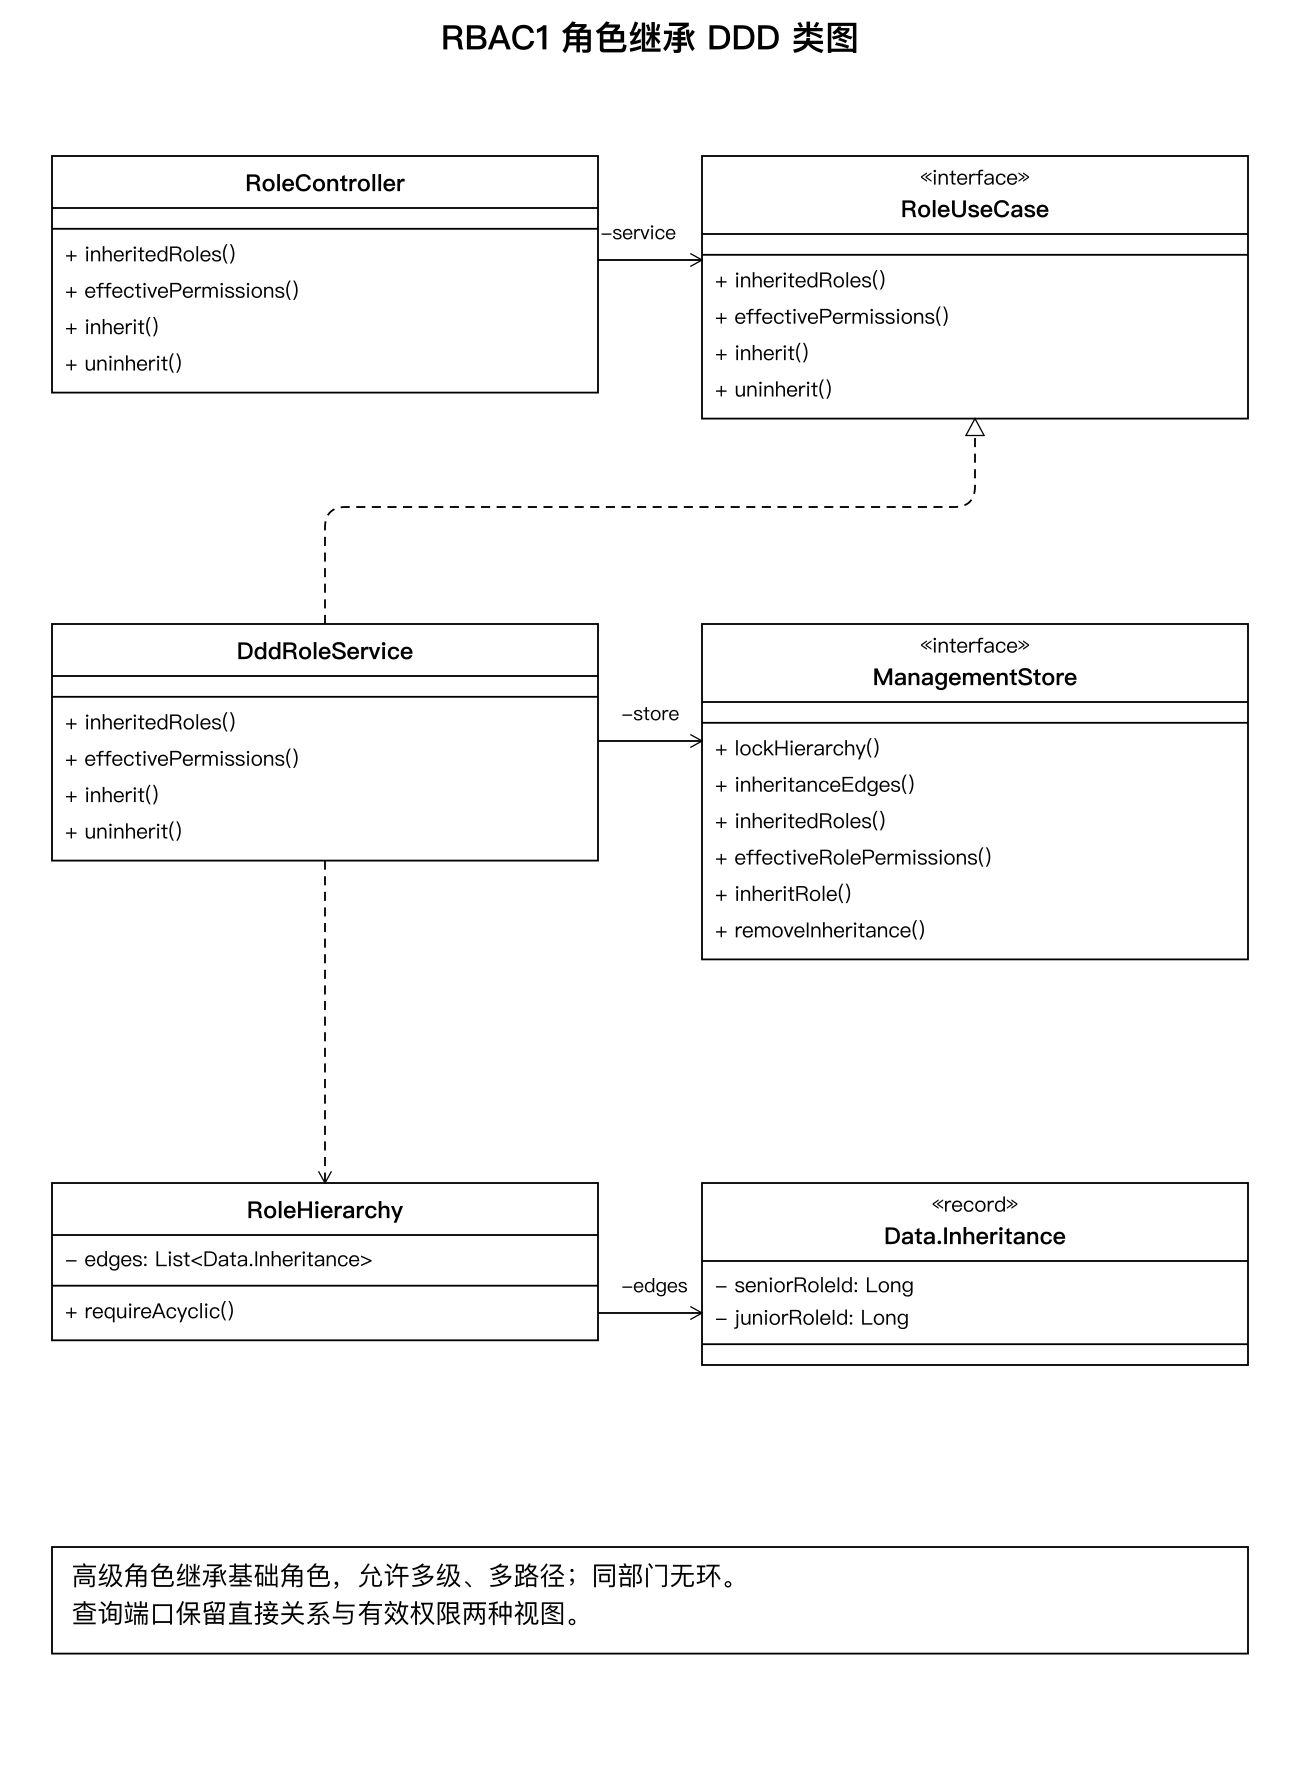 RBAC1 角色继承 DDD 类图
RoleController
+ inheritedRoles()
+ effectivePermissions()
+ inherit()
+ uninherit()
–service
«interface»
RoleUseCase
+ inheritedRoles()
+ effectivePermissions()
+ inherit()
+ uninherit()
DddRoleService
+ inheritedRoles()
+ effectivePermissions()
+ inherit()
+ uninherit()
–store
«interface»
ManagementStore
+ lockHierarchy()
+ inheritanceEdges()
+ inheritedRoles()
+ effectiveRolePermissions()
+ inheritRole()
+ removeInheritance()
RoleHierarchy
– edges: List<Data.Inheritance>
+ requireAcyclic()
–edges
«record»
Data.Inheritance
– seniorRoleId: Long
– juniorRoleId: Long
高级角色继承基础角色，允许多级、多路径；同部门无环。
查询端口保留直接关系与有效权限两种视图。